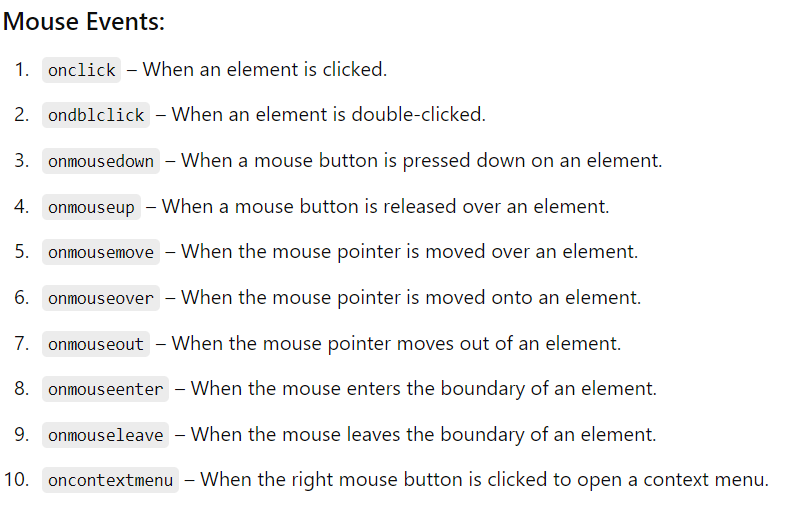 Mouse Events:
1. onclick – When an element is clicked.
2. ondblclick – When an element is double-clicked.
3. onmousedown – When a mouse button is pressed down on an element.
4. onmouseup – When a mouse button is released over an element.
5. onmousemove – When the mouse pointer is moved over an element.
6. onmouseover – When the mouse pointer is moved onto an element.
7. onmouseout – When the mouse pointer moves out of an element.
8. onmouseenter – When the mouse enters the boundary of an element.
9. onmouseleave – When the mouse leaves the boundary of an element.
10. oncontextmenu – When the right mouse button is clicked to open a context menu.